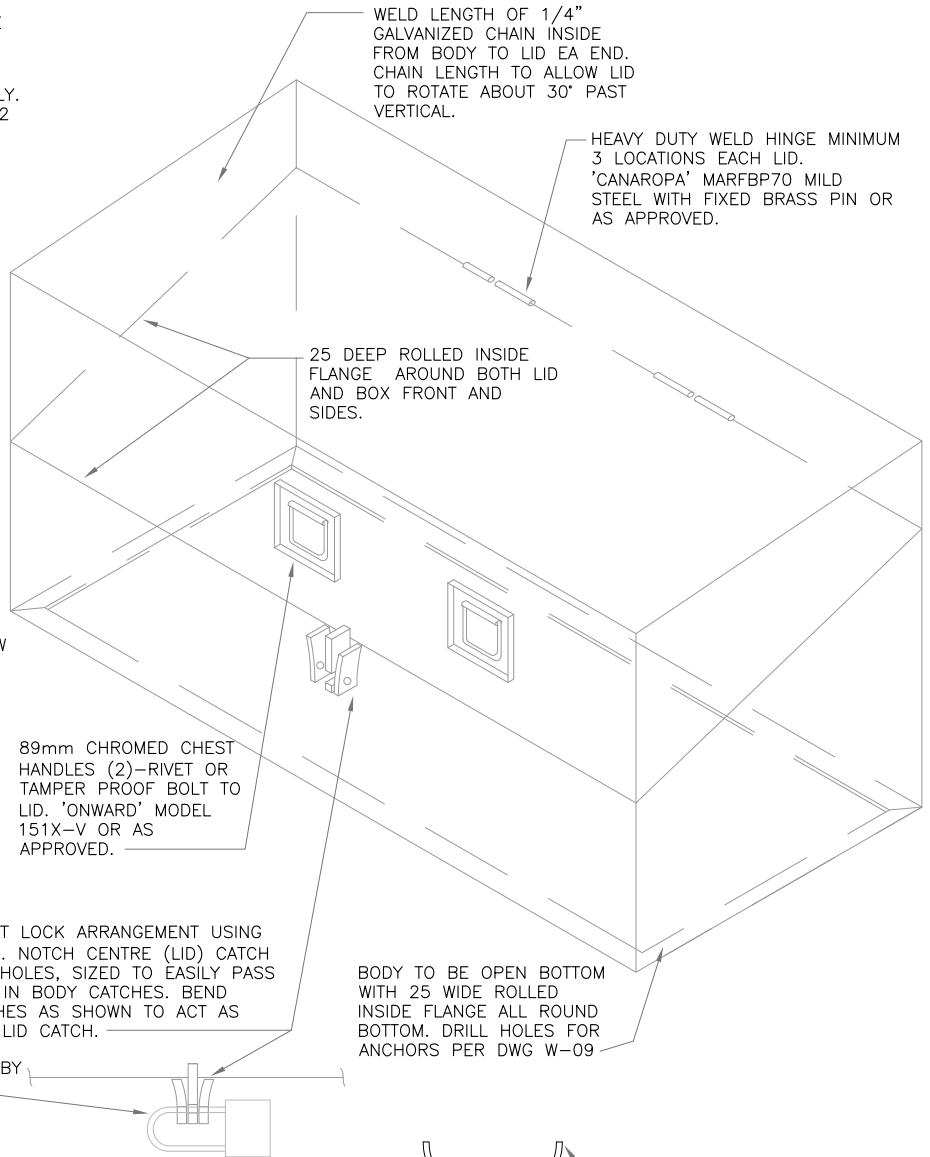 WELD LENGTH OF 1/4"
GALVANIZED CHAIN INSIDE
FROM BODY TO LID EA END.
CHAIN LENGTH TO ALLOW LID
TO ROTATE ABOUT 30° PAST
VERTICAL.
LY.
2
HEAVY DUTY WELD HINGE MINIMUM
3 LOCATIONS EACH LID.
'CANAROPA' MARFBP70 MILD
STEEL WITH FIXED BRASS PIN OR
AS APPROVED.
25 DEEP ROLLED INSIDE
FLANGE AROUND BOTH LID
AND BOX FRONT AND
SIDES.
W
89mm CHROMED CHEST
HANDLES (2)-RIVET OR
TAMPER PROOF BOLT TO
LID. 'ONWARD' MODEL
151X-V OR AS
APPROVED.
T LOCK ARRANGEMENT USING
. NOTCH CENTRE (LID) CATCH
HOLES, SIZED TO EASILY PASS
IN BODY CATCHES. BEND
HES AS SHOWN TO ACT AS
LID CATCH.
BY
BODY TO BE OPEN BOTTOM
WITH 25 WIDE ROLLED
INSIDE FLANGE ALL ROUND
BOTTOM. DRILL HOLES FOR
ANCHORS PER DWG W-09